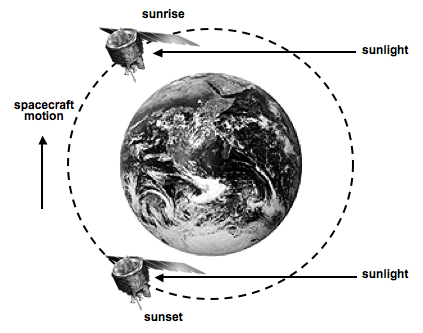 sunrise
sunlight
spacecraft
motion
sunlight
sunset